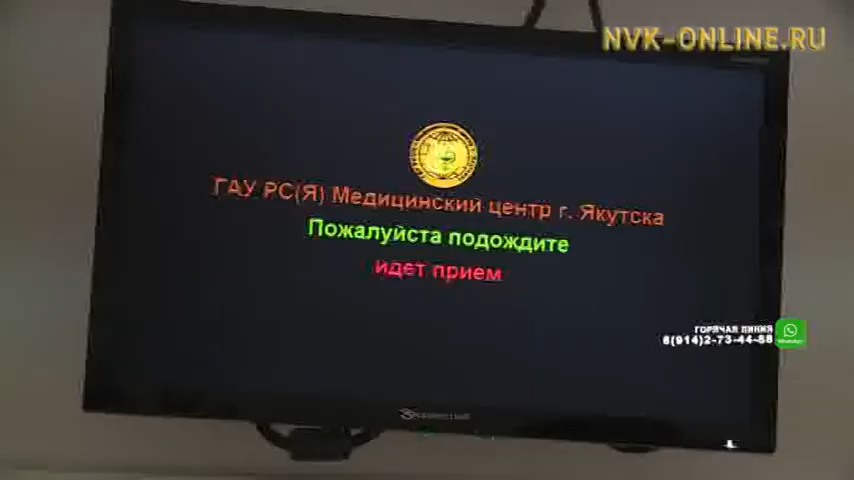 NVK-ONLINE.RU
ГАУ РС(Я) Медицинский центр г. Якутска
Пожалуйста подождите
идет прием
ГОРЯЧАЯ ЛИНИЯ
8(914)2-73-44-88